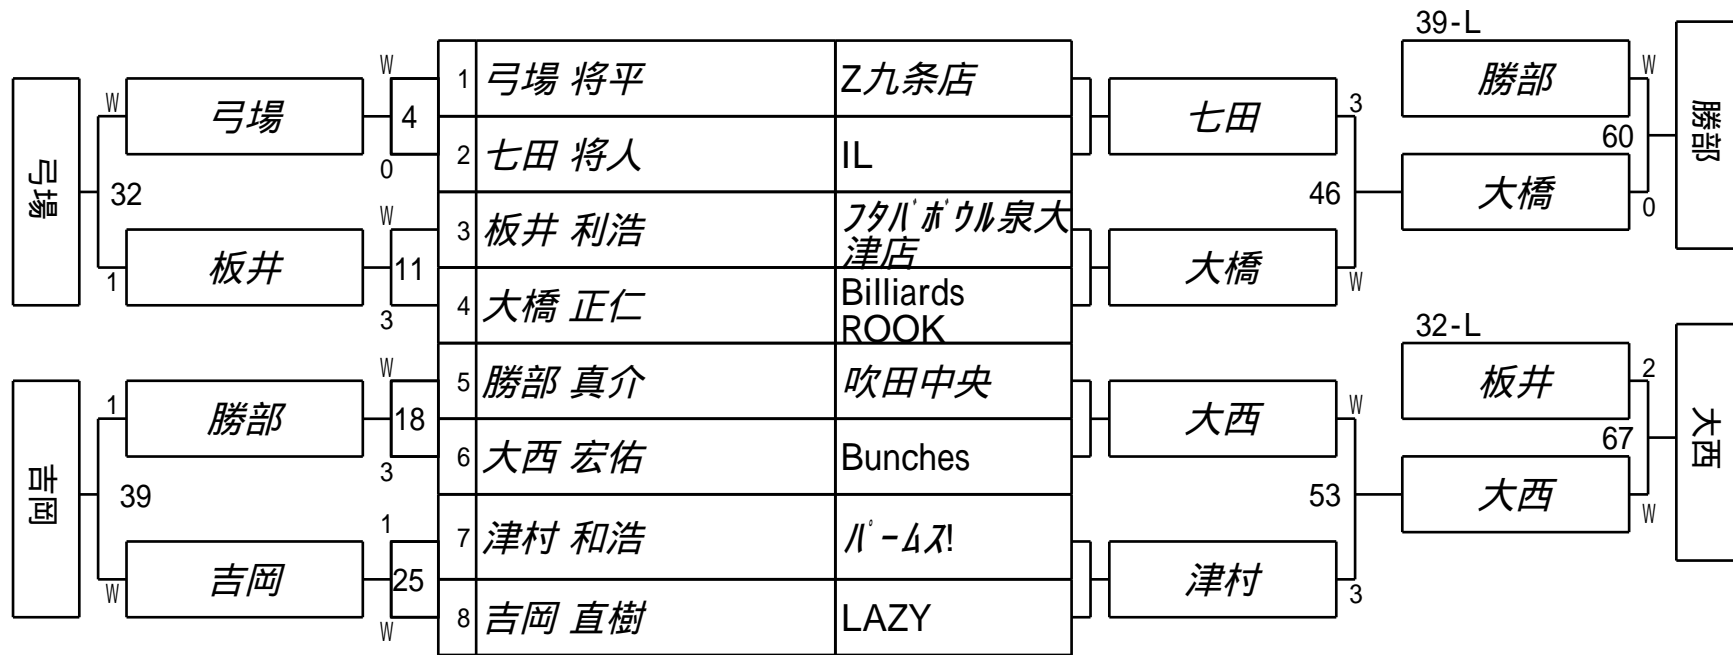 弓場
32
W
1
弓場
板井
W
4
0
W
11
3
吉岡
39
1
W
勝部
吉岡
W
18
3
1
25
W
1 弓場 将平 Z九条店
2 七田 将人 IL
3 板井 利浩 フタバボウル泉大
津店
4 大橋 正仁 Billiards
ROOK
5 勝部 真介 吹田中央
6 大西 宏佑 Bunches
7 津村 和浩 パームス!
8 吉岡 直樹 LAZY
七田
3
46
大橋
W
大西
W
53
津村
3
39-L
勝部
W
60
大橋
0
勝部
32-L
板井
2
67
大西
W
大西